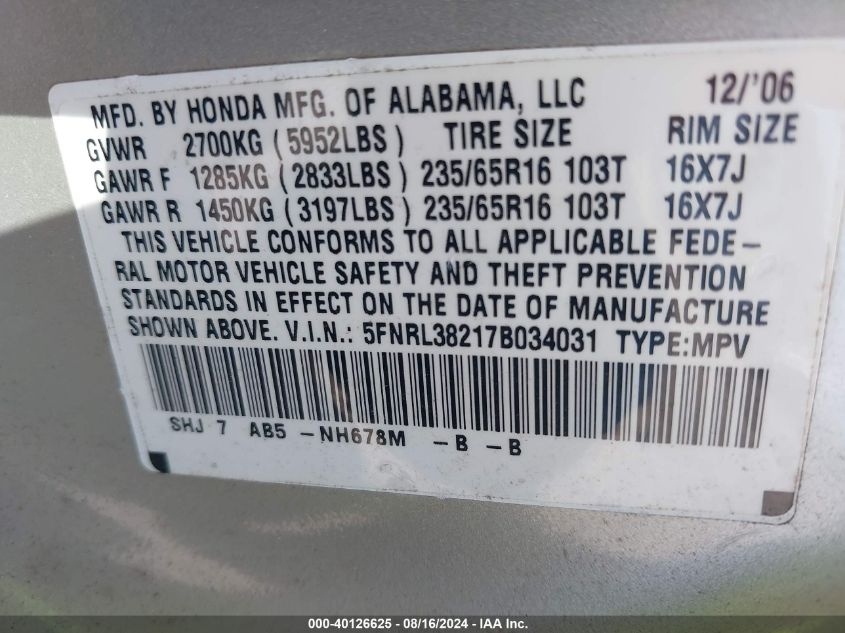 MFD. BY HONDA MFG. OF ALABAMA, LLC 12/'06
GVWR 2700KG (5952LBS) TIRE SIZE RIM SIZE
GAWR F 1285KG (2833LBS) 235/65R16 103T 16X7J
GAWR R 1450KG (3197LBS) 235/65R16 103T 16X7J
THIS VEHICLE CONFORMS TO ALL APPLICABLE FEDE–
RAL MOTOR VEHICLE SAFETY AND THEFT PREVENTION
STANDARDS IN EFFECT ON THE DATE OF MANUFACTURE
SHOWN ABOVE. V.I.N.: 5FNRL38217B034031 TYPE:MPV
SHJ 7 AB5 -NH678M -B -B
000-40126625 - 08/16/2024 - IAA Inc.